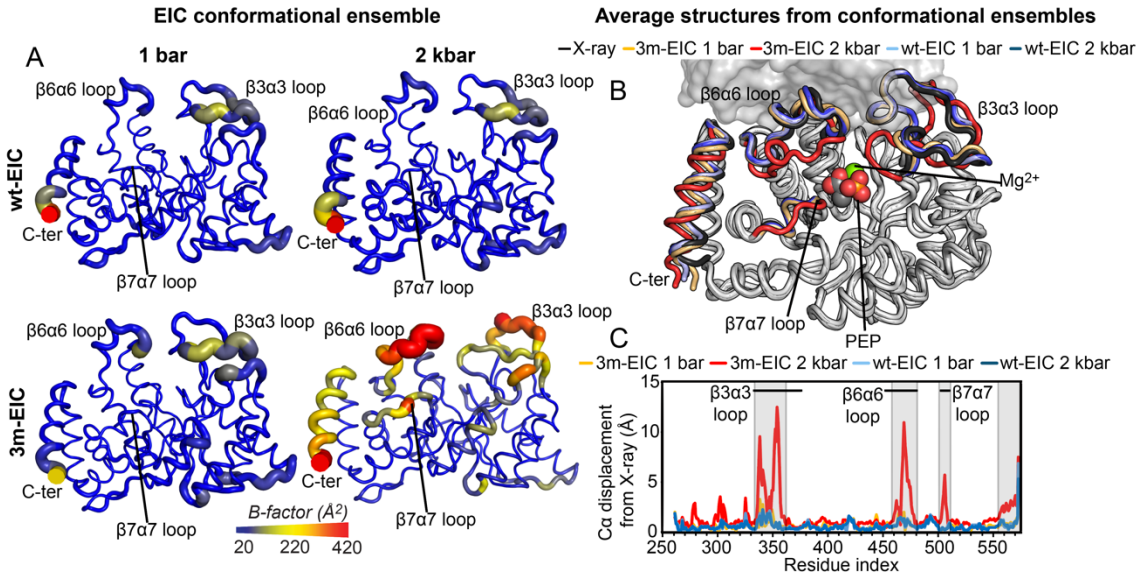 EIC conformational ensemble
A
1 bar
2 kbar
wt-EIC
β6α6 loop
β3α3 loop
C-ter
β7α7 loop
β6α6 loop
β3α3 loop
C-ter
β7α7 loop
3m-EIC
β6α6 loop
β3α3 loop
C-ter
β7α7 loop
β6α6 loop
β3α3 loop
C-ter
β7α7 loop
B-factor (Å²)
20 220 420
Average structures from conformational ensembles
X-ray 3m-EIC 1 bar 3m-EIC 2 kbar wt-EIC 1 bar wt-EIC 2 kbar
B
β6α6 loop
β3α3 loop
Mg²⁺
C-ter
β7α7 loop
PEP
C
3m-EIC 1 bar 3m-EIC 2 kbar wt-EIC 1 bar wt-EIC 2 kbar
β3α3
loop
β6α6
loop
β7α7
loop
Cα displacement
from X-ray (Å)
15
10
5
0
250 300 350 400 450 500 550
Residue index